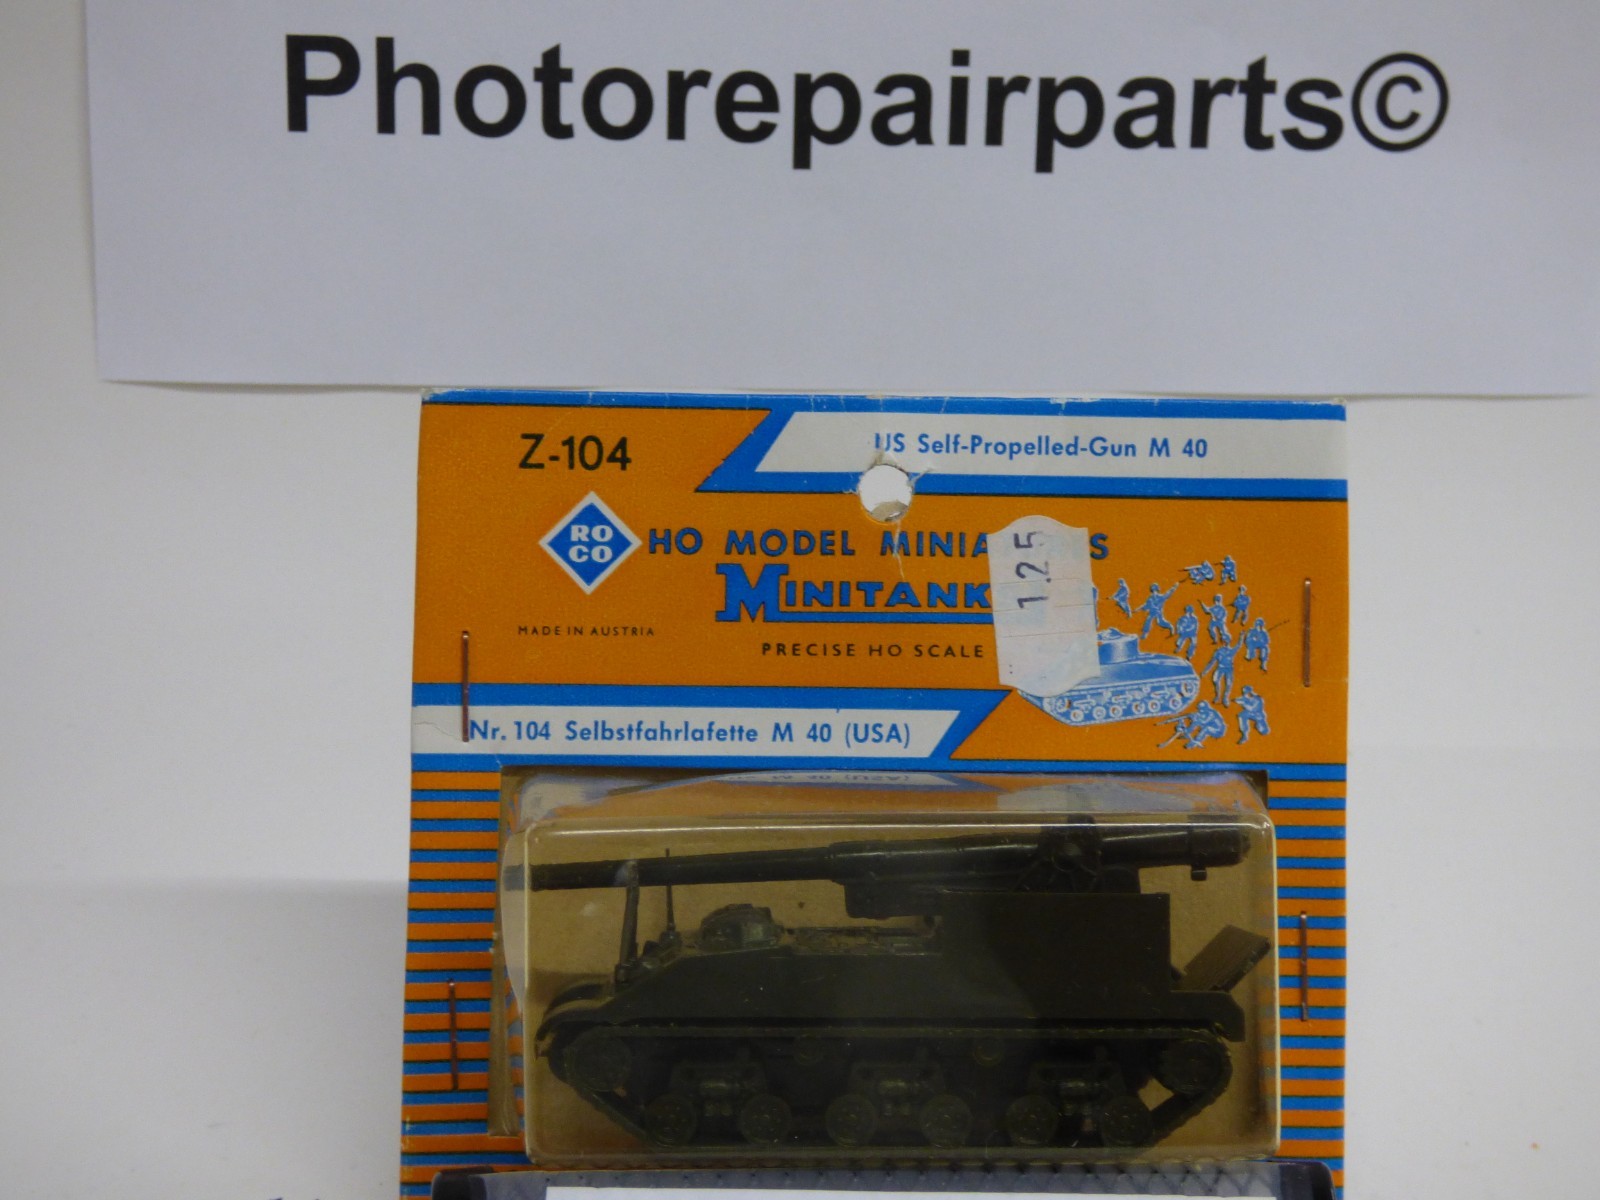 Photorepairparts©
Z-104
US Self-Propelled-Gun M 40
RO
CO
HO MODEL
MINITANK
1.25
MADE IN AUSTRIA
PRECISE HO SCALE
Nr. 104 Selbstfahrlafette M 40 (USA)